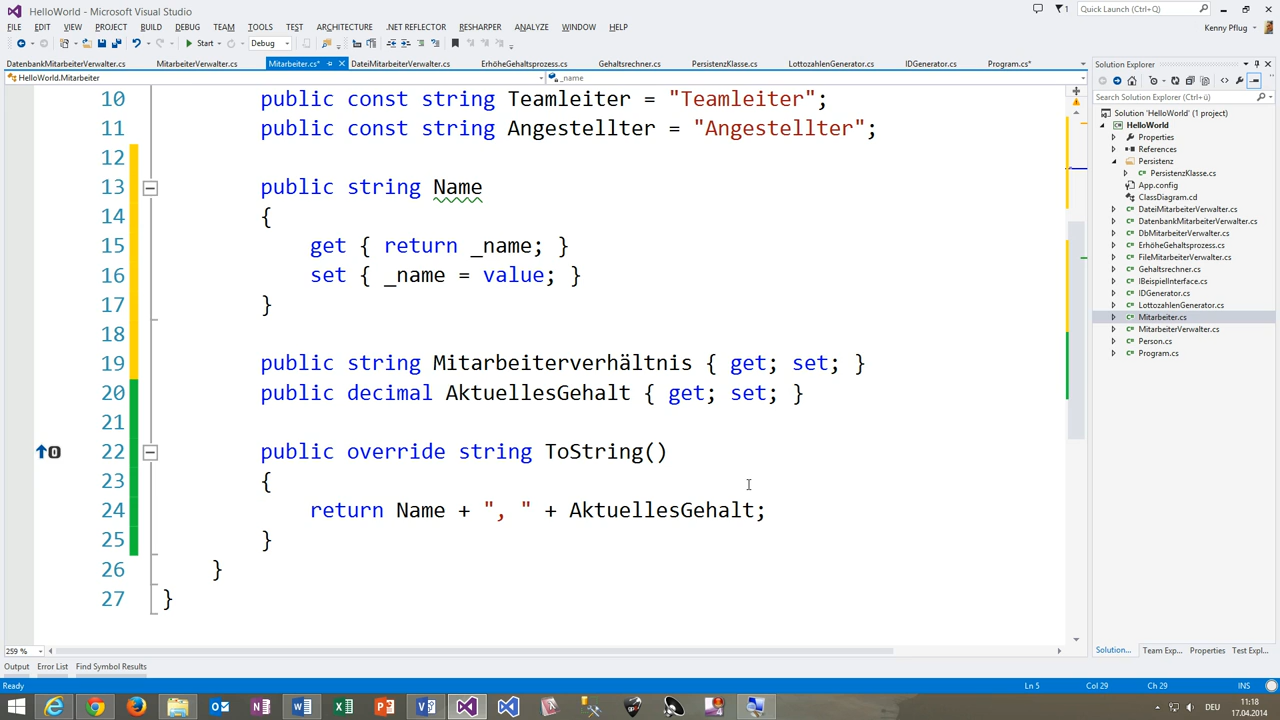 HelloWorld - Microsoft Visual Studio
Quick Launch (Ctrl+Q)
FILE EDIT VIEW PROJECT BUILD DEBUG TEAM TOOLS TEST ARCHITECTURE .NET REFLECTOR RESHARPER ANALYZE WINDOW HELP
Kenny Pflug
Start Debug
DatenbankMitarbeiterVerwalter.cs MitarbeiterVerwalter.cs Mitarbeiter.cs* DateiMitarbeiterVerwalter.cs ErhöheGehaltsprozess.cs Gehaltsrechner.cs PersistenzKlasse.cs LottozahlenGenerator.cs IDGenerator.cs Program.cs*
HelloWorld.Mitarbeiter _name
10 public const string Teamleiter = "Teamleiter";
11 public const string Angestellter = "Angestellter";
12
13 public string Name
14 {
15 get { return _name; }
16 set { _name = value; }
17 }
18
19 public string Mitarbeiterverhältnis { get; set; }
20 public decimal AktuellesGehalt { get; set; }
21
22 public override string ToString()
23 {
24 return Name + ", " + AktuellesGehalt;
25 }
26 }
27 }
259 %
Solution Explorer
Search Solution Explorer (Ctrl+ü)
Solution 'HelloWorld' (1 project)
HelloWorld
Properties
References
Persistenz
PersistenzKlasse.cs
App.config
ClassDiagram.cd
DateiMitarbeiterVerwalter.cs
DatenbankMitarbeiterVerwalter.cs
DbMitarbeiterVerwalter.cs
ErhöheGehaltsprozess.cs
FileMitarbeiterVerwalter.cs
Gehaltsrechner.cs
IBeispielInterface.cs
IDGenerator.cs
LottozahlenGenerator.cs
Mitarbeiter.cs
MitarbeiterVerwalter.cs
Person.cs
Program.cs
Solution... Team Exp... Properties Test Expl...
Output Error List Find Symbol Results
Ready Ln 5 Col 29 Ch 29 INS
DEU
11:18
17.04.2014